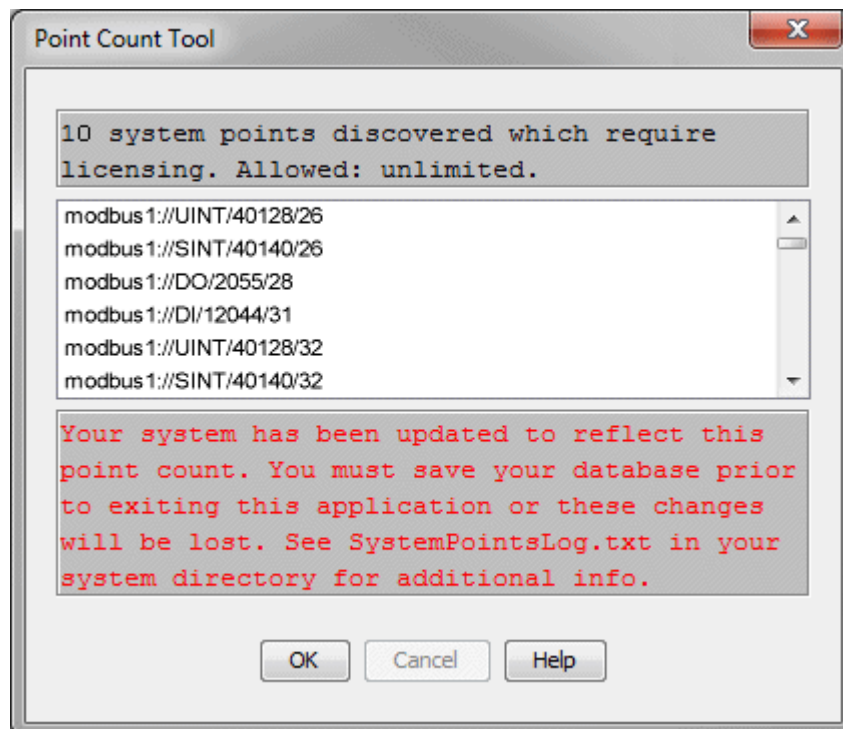 Point Count Tool
10 system points discovered which require
licensing. Allowed: unlimited.
modbus1://UINT/40128/26
modbus1://SINT/40140/26
modbus1://DO/2055/28
modbus1://DI/12044/31
modbus1://UINT/40128/32
modbus1://SINT/40140/32
Your system has been updated to reflect this
point count. You must save your database prior
to exiting this application or these changes
will be lost. See SystemPointsLog.txt in your
system directory for additional info.
OK Cancel Help